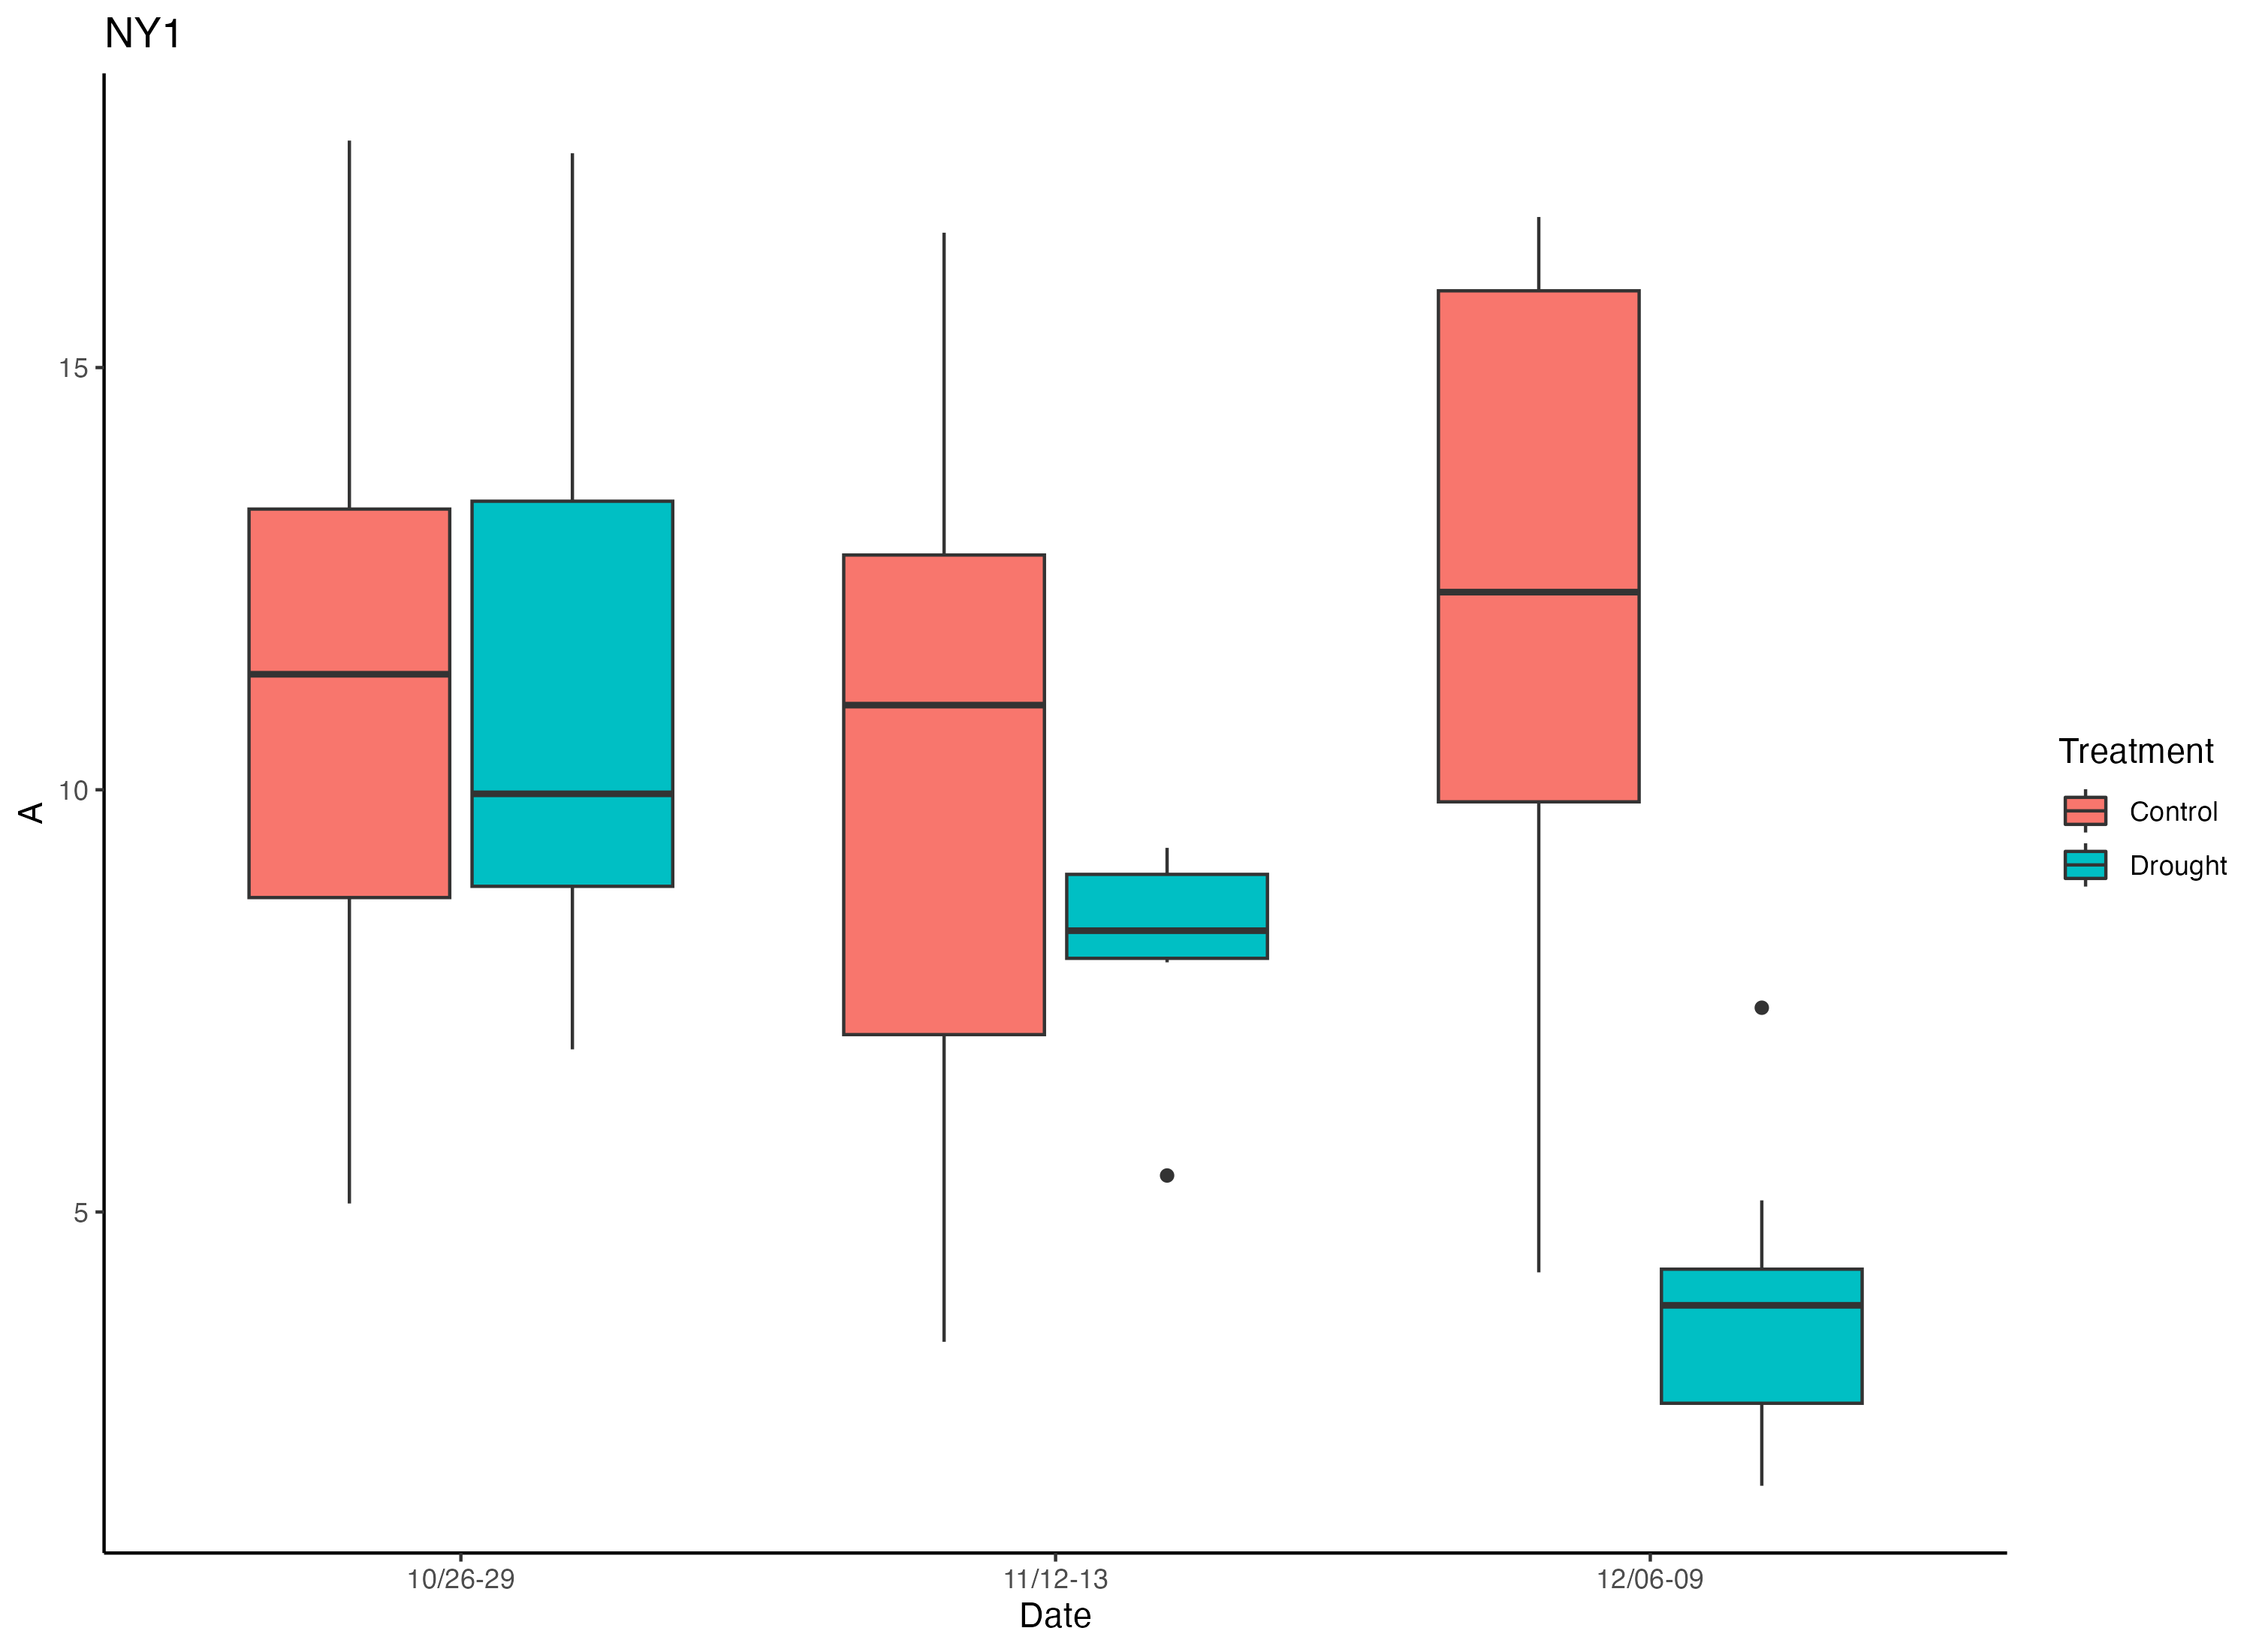 NY1
15
10
5
A
10/26-29
11/12-13
12/06-09
Date
Treatment
Control
Drought